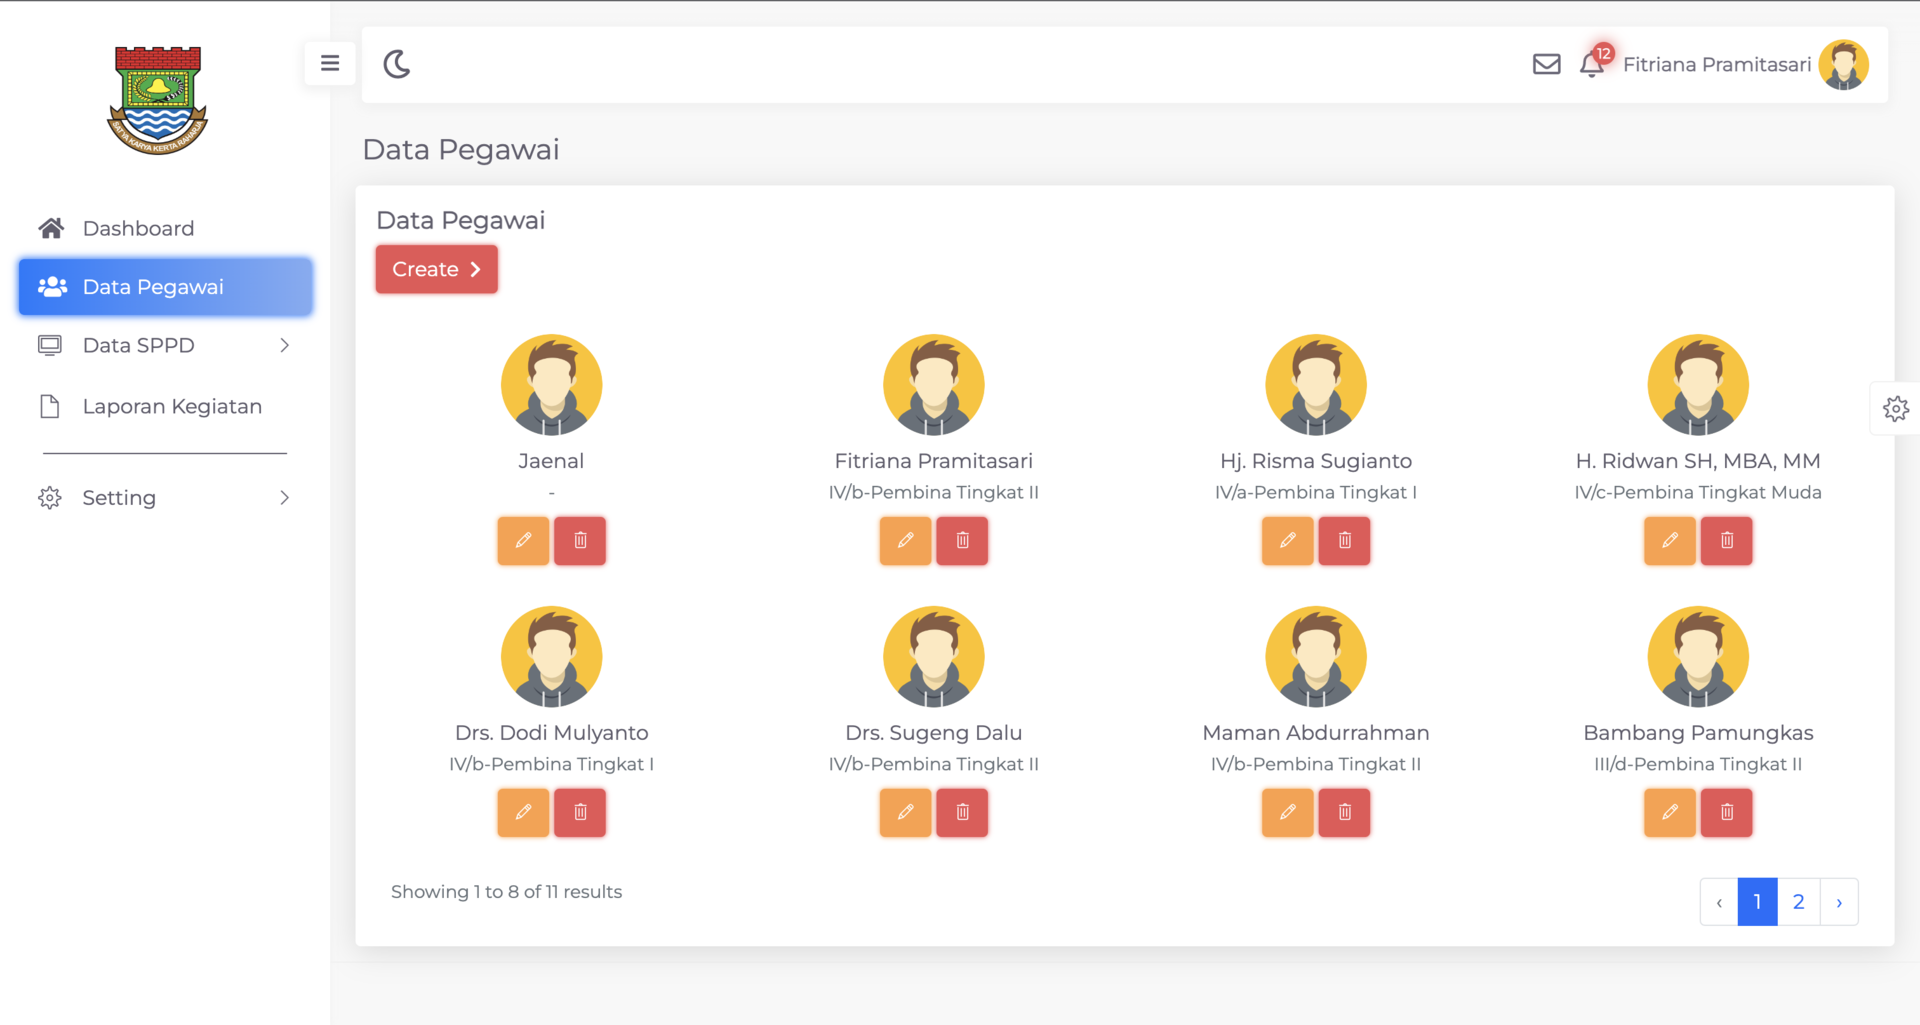 SATYA KARYA KERTA RAHARJA
12
Fitriana Pramitasari
Dashboard
Data Pegawai
Data SPPD
Laporan Kegiatan
Setting
Data Pegawai
Data Pegawai
Create
Jaenal
-
Fitriana Pramitasari
IV/b-Pembina Tingkat II
Hj. Risma Sugianto
IV/a-Pembina Tingkat I
H. Ridwan SH, MBA, MM
IV/c-Pembina Tingkat Muda
Drs. Dodi Mulyanto
IV/b-Pembina Tingkat I
Drs. Sugeng Dalu
IV/b-Pembina Tingkat II
Maman Abdurrahman
IV/b-Pembina Tingkat II
Bambang Pamungkas
III/d-Pembina Tingkat II
Showing 1 to 8 of 11 results
‹ 1 2 ›